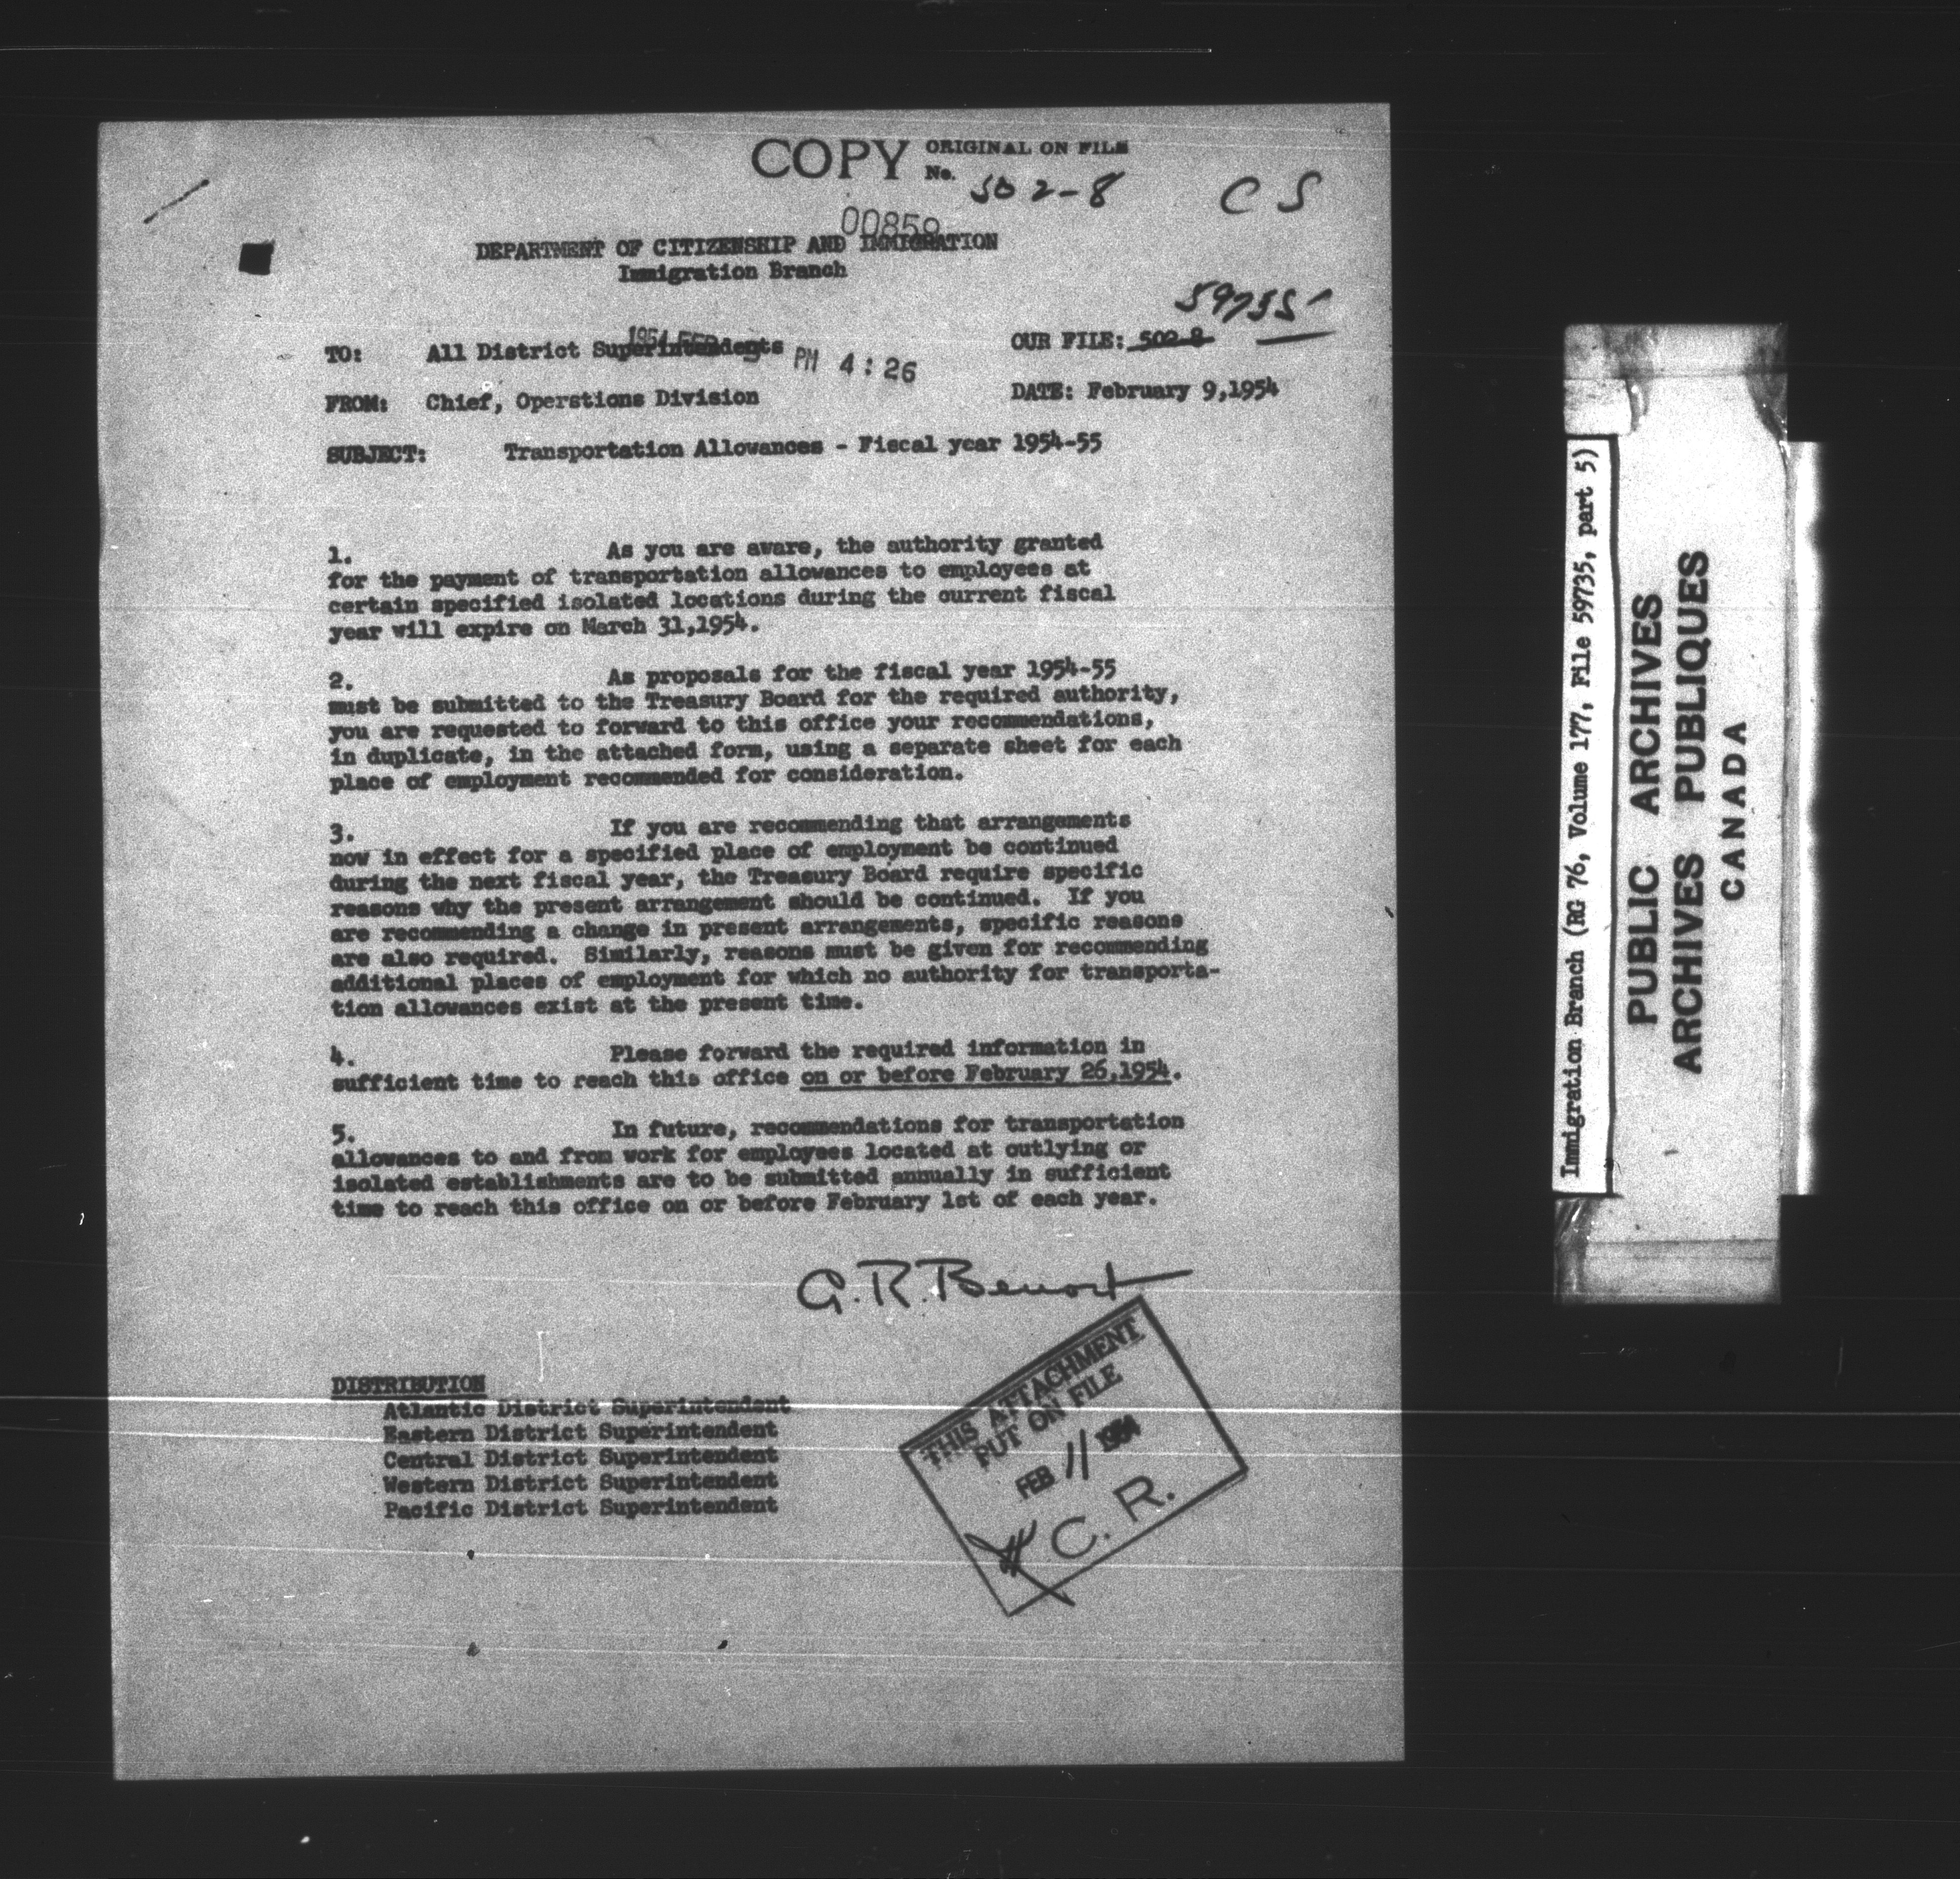 COPY ORIGINAL ON FILE
No. 502-8
C S
00859
DEPARTMENT OF CITIZENSHIP AND IMMIGRATION
Immigration Branch
59735
TO: All District Superintendents
1954 FEB 9 PM 4:26
OUR FILE: 502-8
FROM: Chief, Operstions Division
DATE: February 9,1954
SUBJECT: Transportation Allowances - Fiscal year 1954-55
1. As you are aware, the authority granted
for the payment of transportation allowances to employees at
certain specified isolated locations during the current fiscal
year will expire on March 31,1954.
2. As proposals for the fiscal year 1954-55
must be submitted to the Treasury Board for the required authority,
you are requested to forward to this office your recommendations,
in duplicate, in the attached form, using a separate sheet for each
place of employment recommended for consideration.
3. If you are recommending that arrangements
now in effect for a specified place of employment be continued
during the next fiscal year, the Treasury Board require specific
reasons why the present arrangement should be continued. If you
are recommending a change in present arrangements, specific reasons
are also required. Similarly, reasons must be given for recommending
additional places of employment for which no authority for transporta-
tion allowances exist at the present time.
4. Please forward the required information in
sufficient time to reach this office on or before February 26,1954.
5. In future, recommendations for transportation
allowances to and from work for employees located at outlying or
isolated establishments are to be submitted annually in sufficient
time to reach this office on or before February 1st of each year.
G.R. Benoit
DISTRIBUTION
Atlantic District Superintendent
Eastern District Superintendent
Central District Superintendent
Western District Superintendent
Pacific District Superintendent
THIS ATTACHMENT
PUT ON FILE
FEB 11 1954
C. R.
Immigration Branch (RG 76, Volume 177, File 59735, part 5)
PUBLIC ARCHIVES
ARCHIVES PUBLIQUES
CANADA